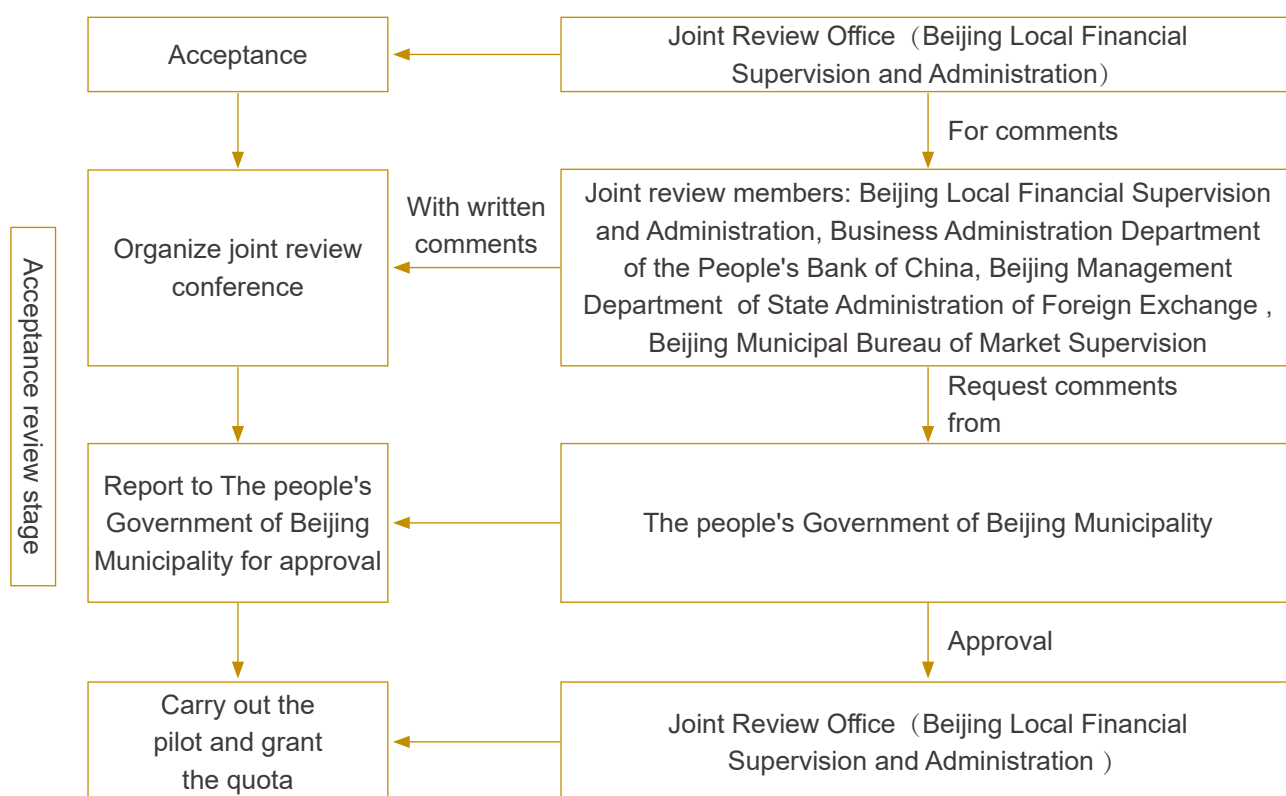 Acceptance
Joint Review Office（Beijing Local Financial
Supervision and Administration）
For comments
Acceptance review stage
Organize joint review
conference
With written
comments
Joint review members: Beijing Local Financial Supervision
and Administration, Business Administration Department
of the People's Bank of China, Beijing Management
Department of State Administration of Foreign Exchange ,
Beijing Municipal Bureau of Market Supervision
Request comments
from
Report to The people's
Government of Beijing
Municipality for approval
The people's Government of Beijing Municipality
Approval
Carry out the
pilot and grant
the quota
Joint Review Office（Beijing Local Financial
Supervision and Administration ）